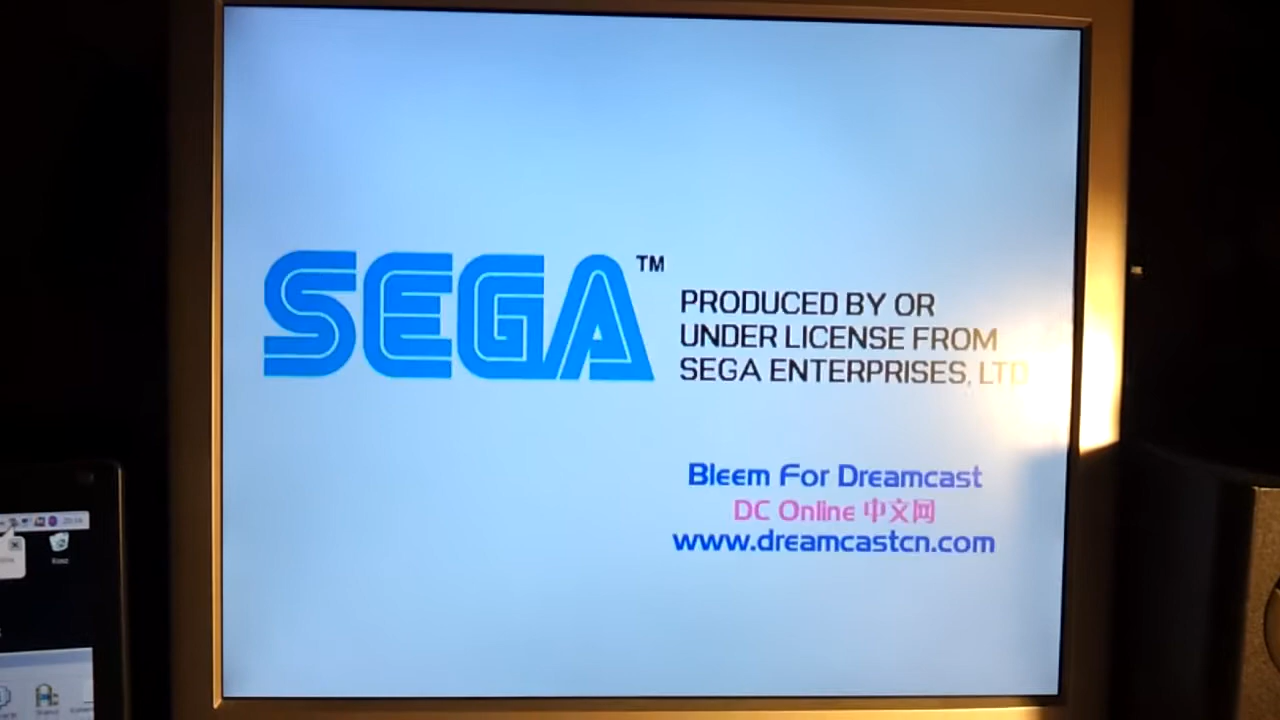 SEGA™
PRODUCED BY OR
UNDER LICENSE FROM
SEGA ENTERPRISES, LTD
Bleem For Dreamcast
DC Online 中文网
www.dreamcastcn.com